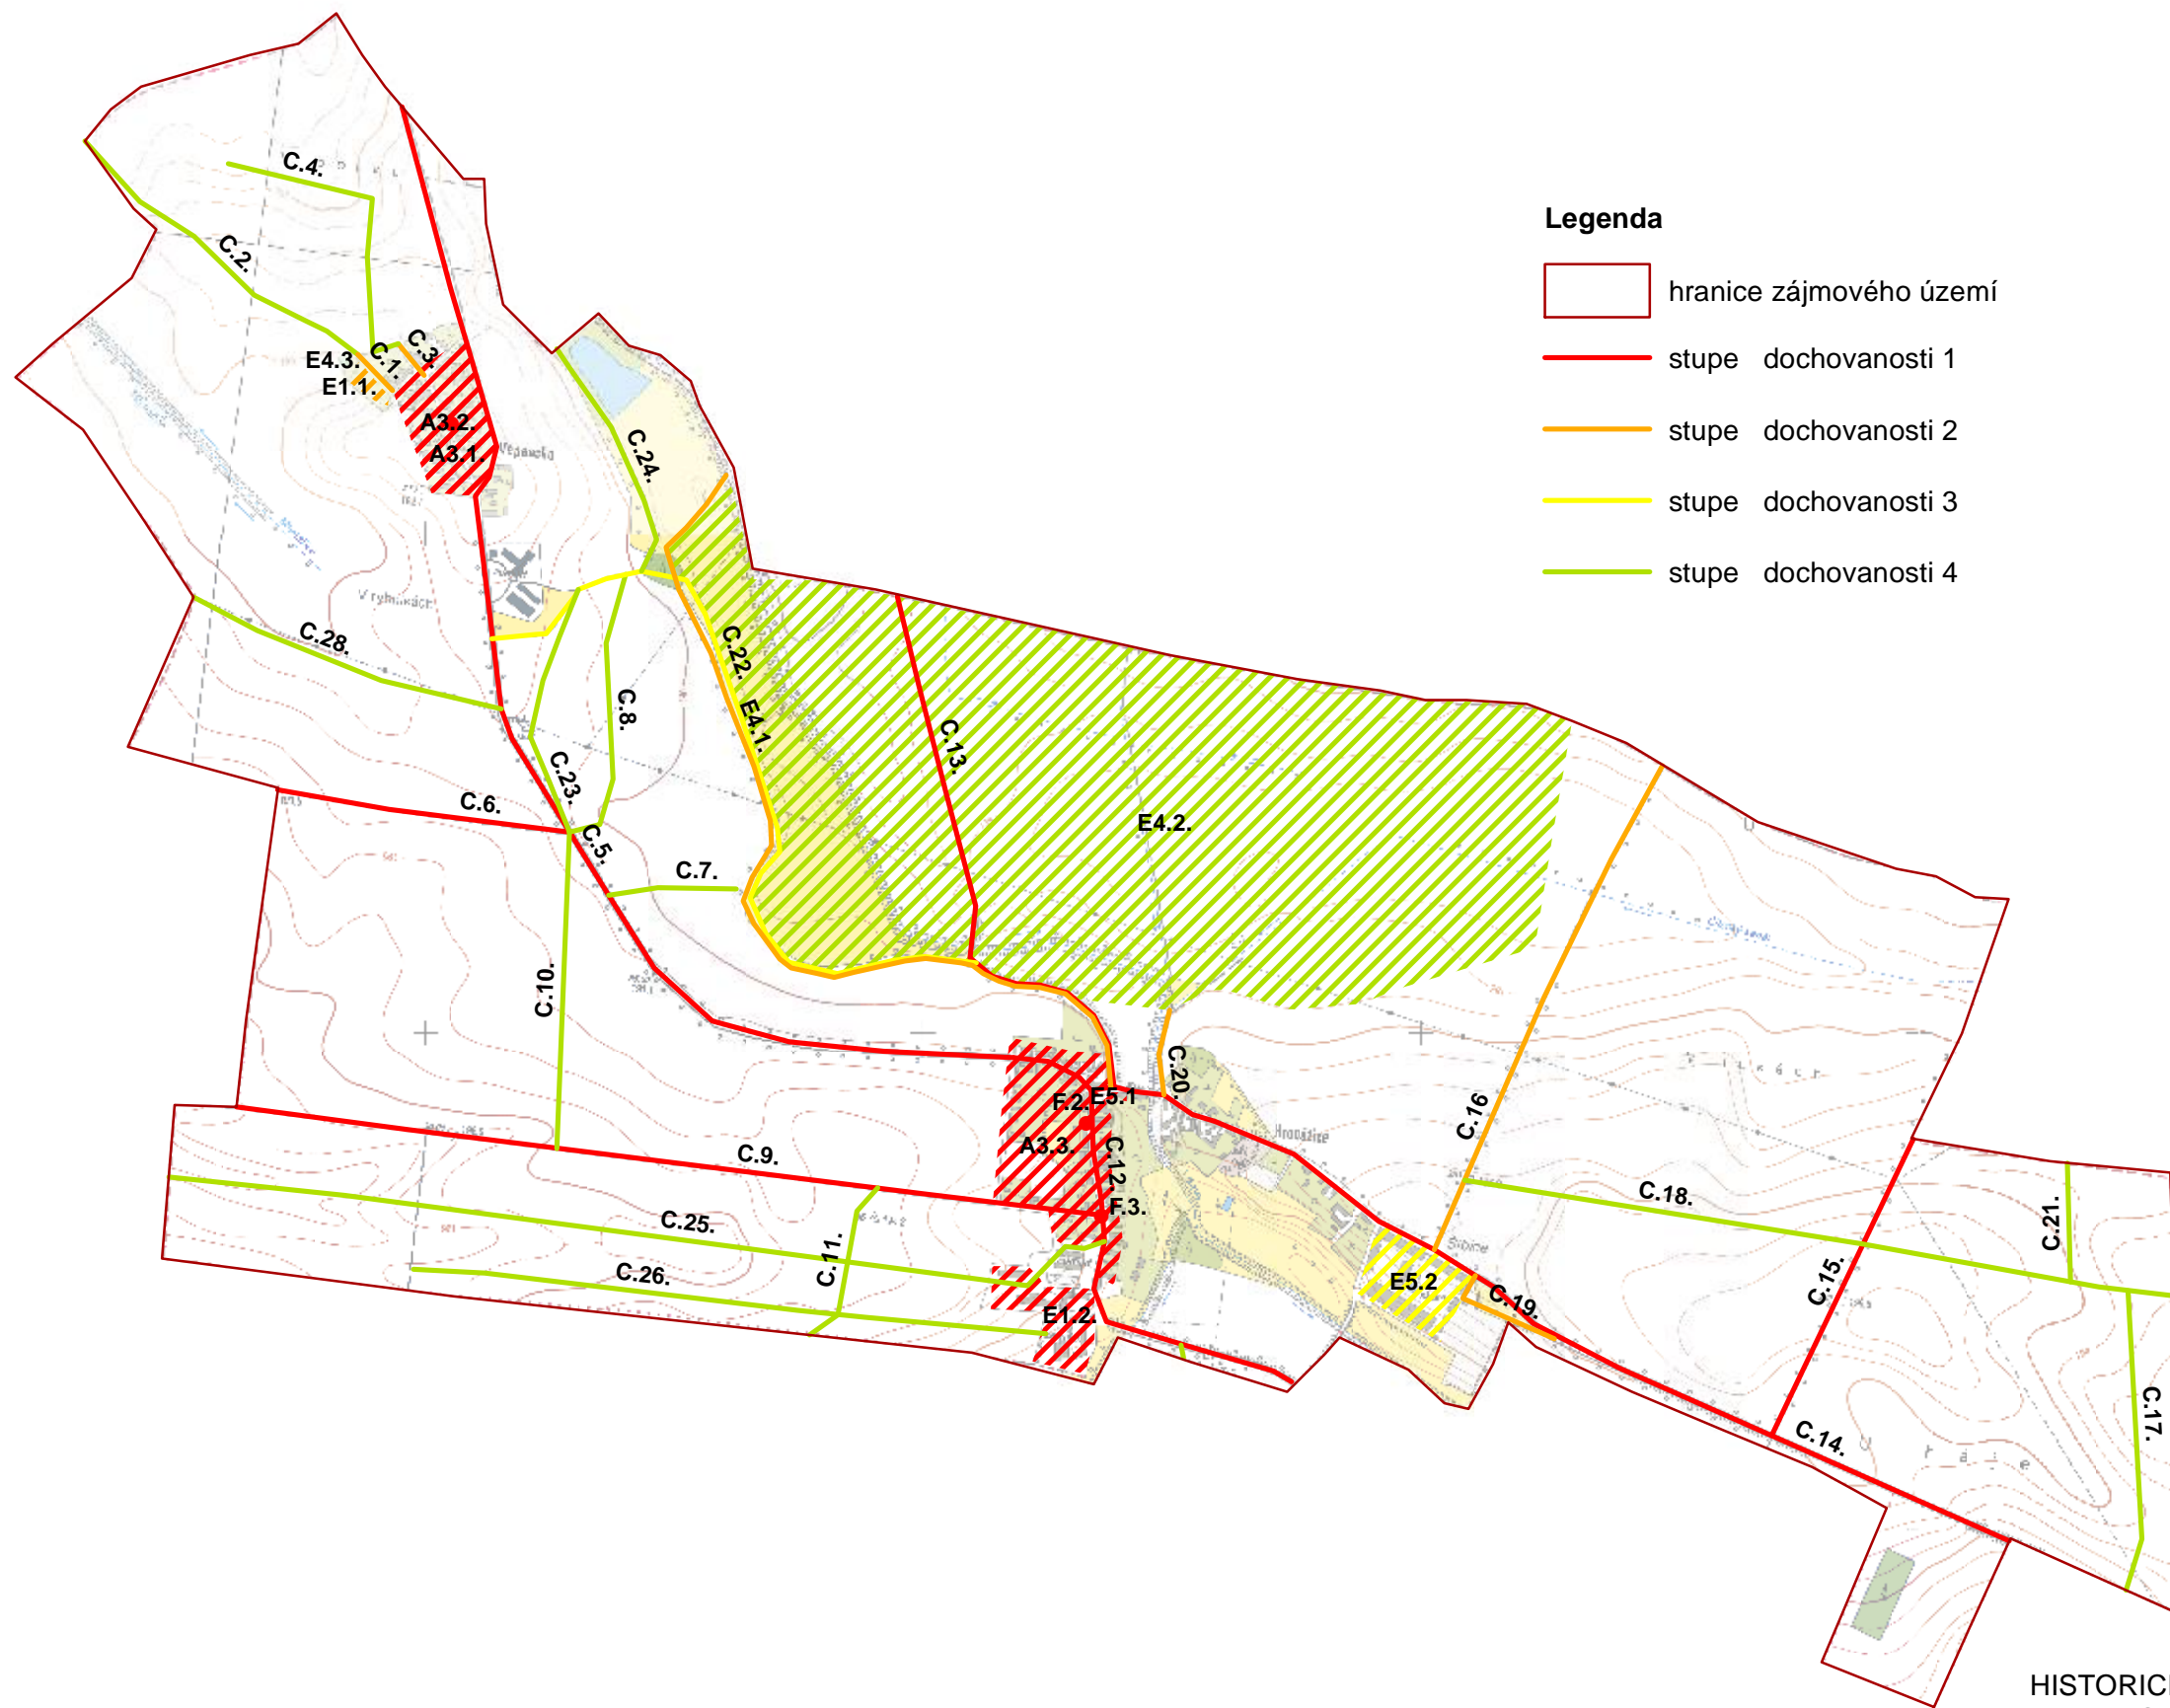 Legenda
hranice zájmového území
stupe dochovanosti 1
stupe dochovanosti 2
stupe dochovanosti 3
stupe dochovanosti 4
C.4.
C.2.
C.3.
C.1.
E4.3.
E1.1.
A3.2.
A3.1.
C.24.
V rybníkách
C.28.
C.22.
C.8.
E4.1.
C.13.
C.23.
C.6.
C.5.
E4.2.
C.7.
C.10.
C.20.
F.2.
E5.1
C.16
A3.3.
C.12
C.9.
C.18.
F.3.
C.21.
C.25.
C.11.
C.15.
C.26.
E5.2
C.19.
E1.2.
C.17.
C.14.
HISTORIC